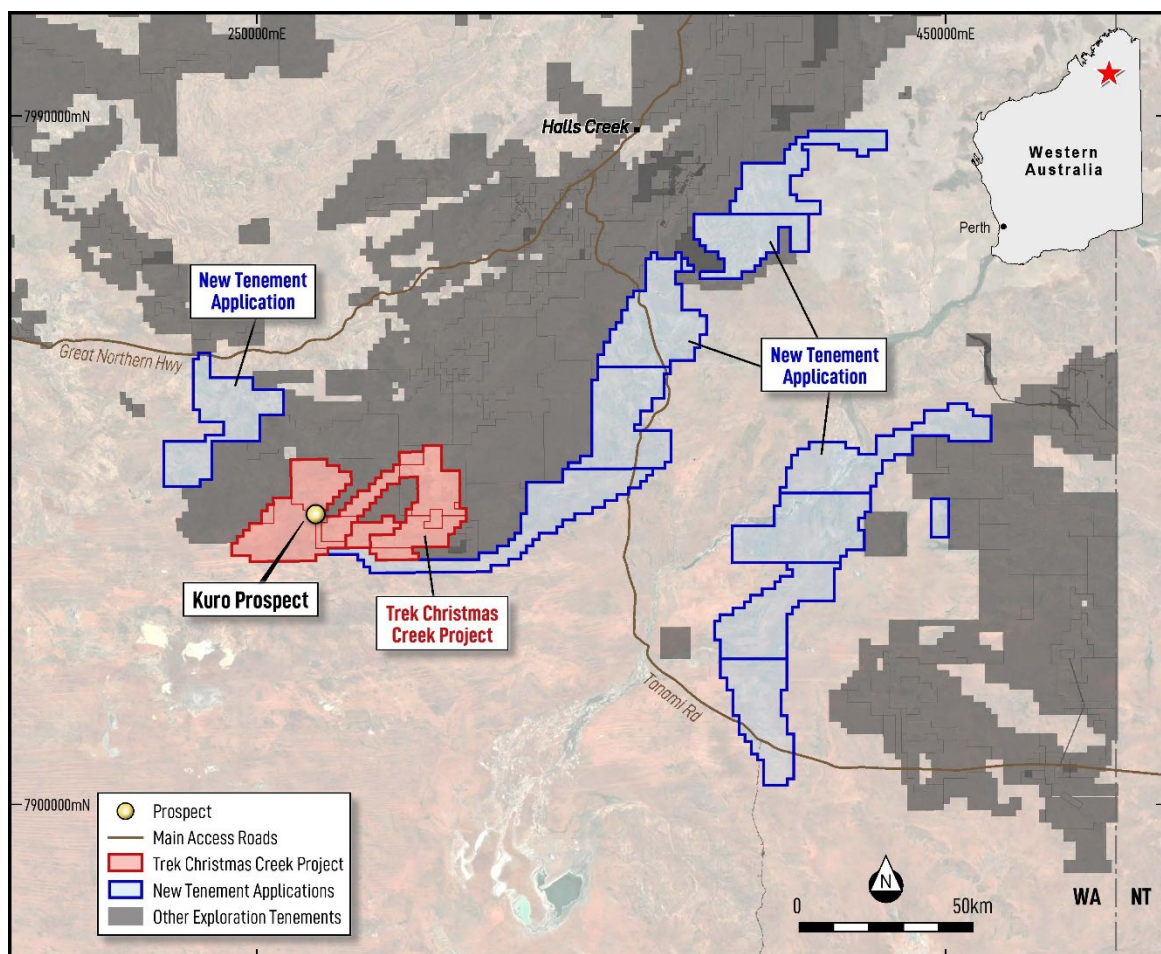 250000mE
450000mE
7990000mN
Halls Creek
Western
Australia
Perth
New Tenement
Application
Great Northern Hwy
New Tenement
Application
Kuro Prospect
Trek Christmas
Creek Project
Tanami Rd
7900000mN
Prospect
Main Access Roads
Trek Christmas Creek Project
New Tenement Applications
Other Exploration Tenements
N
0
50km
WA
NT